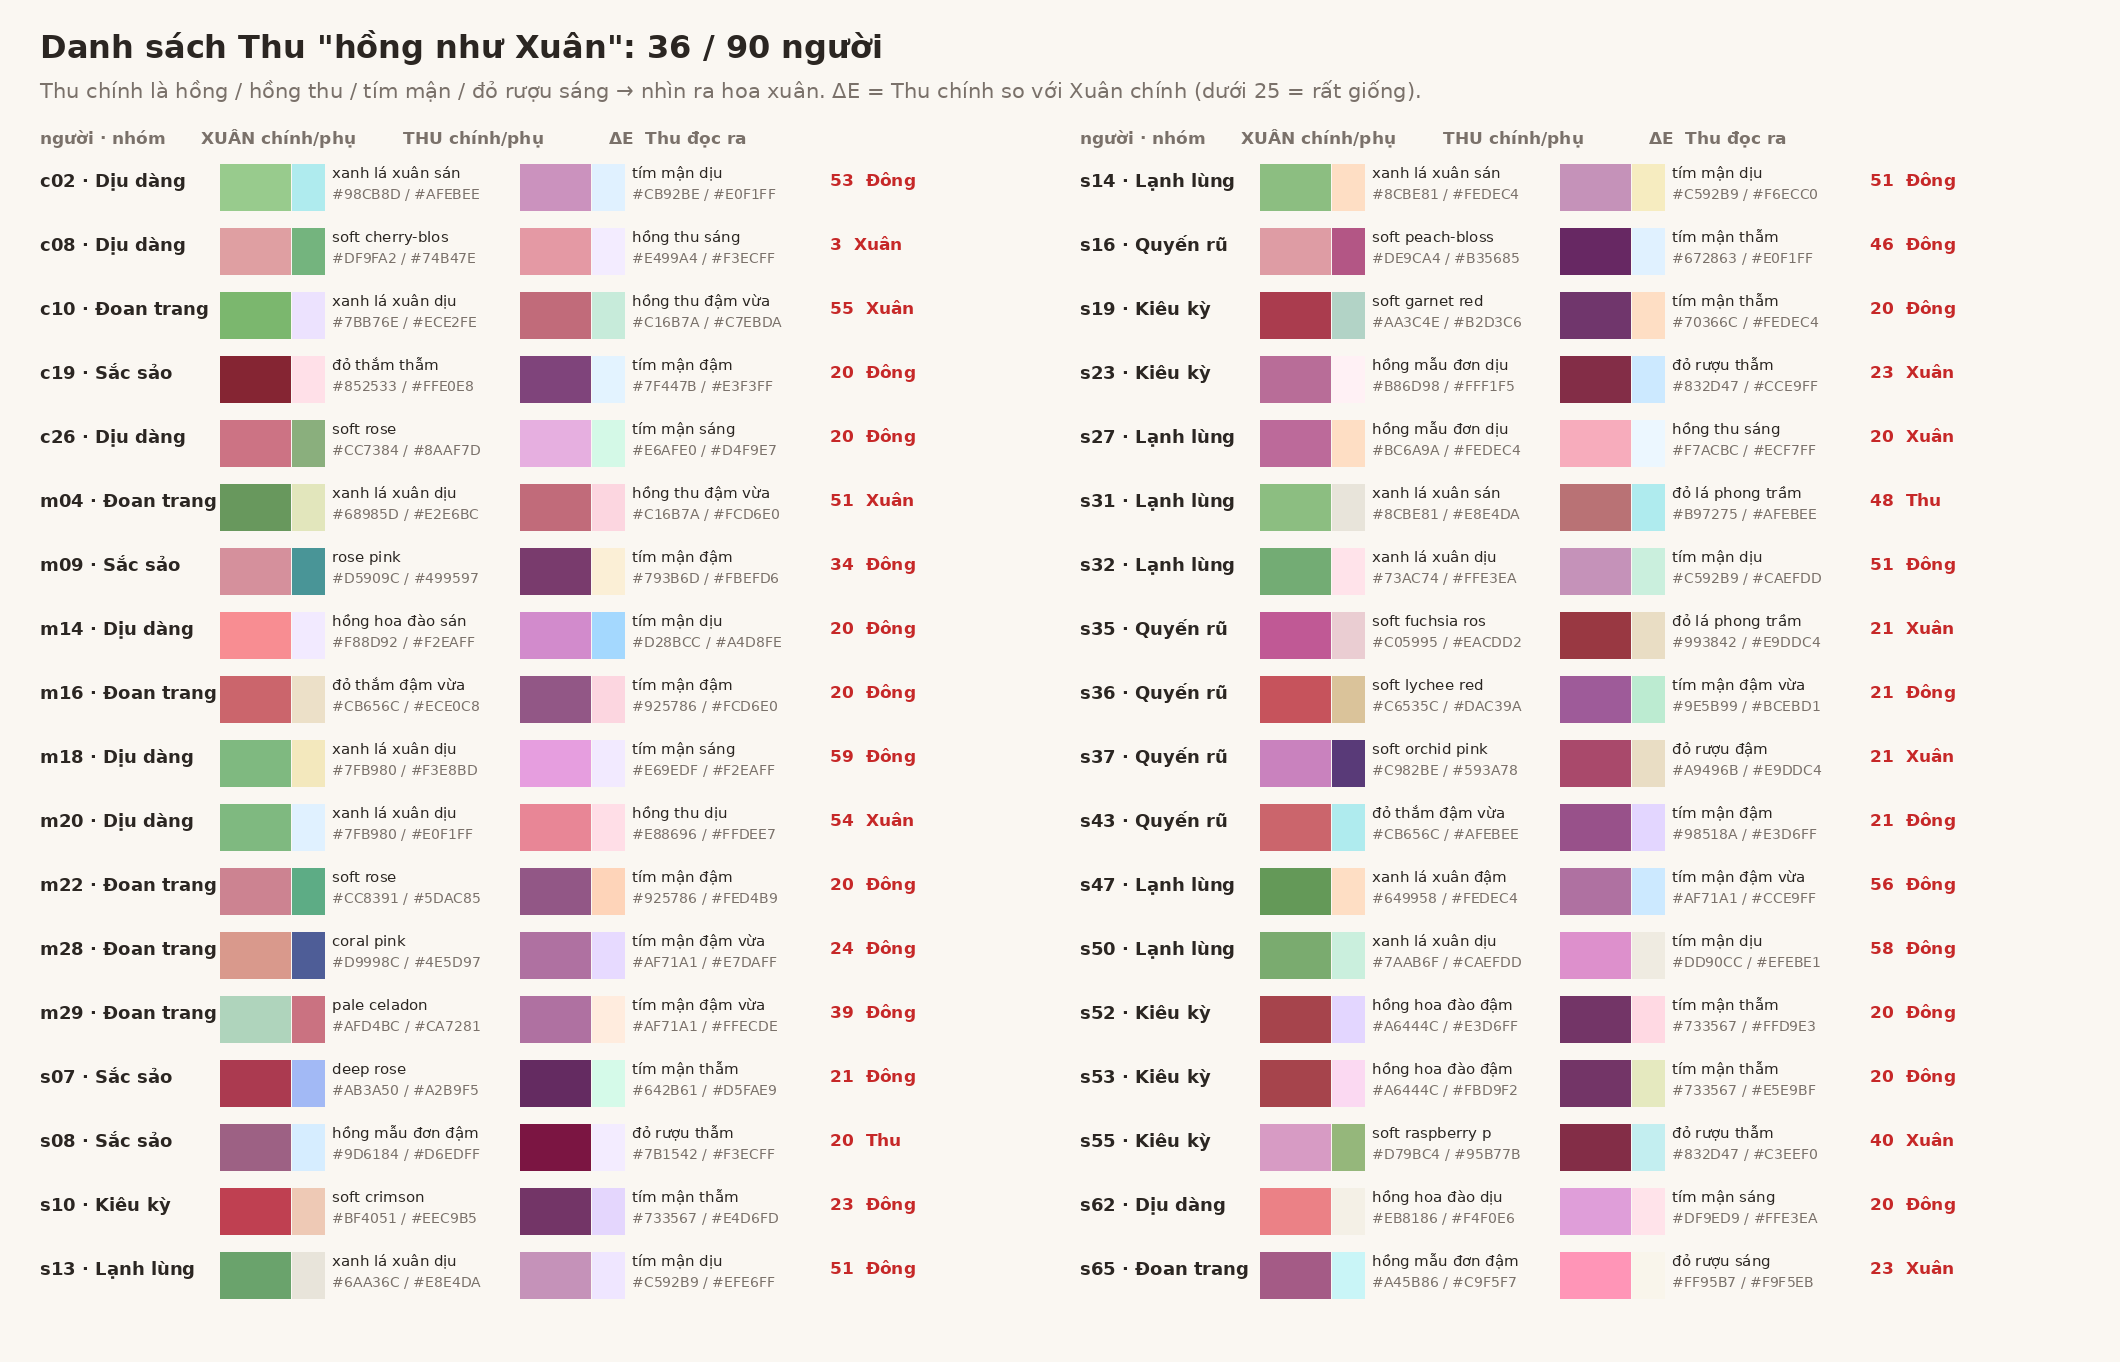 Danh sách Thu "hồng như Xuân": 36 / 90 người
Thu chính là hồng / hồng thu / tím mận / đỏ rượu sáng → nhìn ra hoa xuân. ΔE = Thu chính so với Xuân chính (dưới 25 = rất giống).
người · nhóm XUÂN chính/phụ THU chính/phụ ΔE Thu đọc ra
c02 · Dịu dàng xanh lá xuân sán tím mận dịu 53 Đông
#98CB8D / #AFEBEE #CB92BE / #E0F1FF
c08 · Dịu dàng soft cherry-blos hồng thu sáng 3 Xuân
#DF9FA2 / #74B47E #E499A4 / #F3ECFF
c10 · Đoan trang xanh lá xuân dịu hồng thu đậm vừa 55 Xuân
#7BB76E / #ECE2FE #C16B7A / #C7EBDA
c19 · Sắc sảo đỏ thắm thẫm tím mận đậm 20 Đông
#852533 / #FFE0E8 #7F447B / #E3F3FF
c26 · Dịu dàng soft rose tím mận sáng 20 Đông
#CC7384 / #8AAF7D #E6AFE0 / #D4F9E7
m04 · Đoan trang xanh lá xuân dịu hồng thu đậm vừa 51 Xuân
#68985D / #E2E6BC #C16B7A / #FCD6E0
m09 · Sắc sảo rose pink tím mận đậm 34 Đông
#D5909C / #499597 #793B6D / #FBEFD6
m14 · Dịu dàng hồng hoa đào sán tím mận dịu 20 Đông
#F88D92 / #F2EAFF #D28BCC / #A4D8FE
m16 · Đoan trang đỏ thắm đậm vừa tím mận đậm 20 Đông
#CB656C / #ECE0C8 #925786 / #FCD6E0
m18 · Dịu dàng xanh lá xuân dịu tím mận sáng 59 Đông
#7FB980 / #F3E8BD #E69EDF / #F2EAFF
m20 · Dịu dàng xanh lá xuân dịu hồng thu dịu 54 Xuân
#7FB980 / #E0F1FF #E88696 / #FFDEE7
m22 · Đoan trang soft rose tím mận đậm 20 Đông
#CC8391 / #5DAC85 #925786 / #FED4B9
m28 · Đoan trang coral pink tím mận đậm vừa 24 Đông
#D9998C / #4E5D97 #AF71A1 / #E7DAFF
m29 · Đoan trang pale celadon tím mận đậm vừa 39 Đông
#AFD4BC / #CA7281 #AF71A1 / #FFECDE
s07 · Sắc sảo deep rose tím mận thẫm 21 Đông
#AB3A50 / #A2B9F5 #642B61 / #D5FAE9
s08 · Sắc sảo hồng mẫu đơn đậm đỏ rượu thẫm 20 Thu
#9D6184 / #D6EDFF #7B1542 / #F3ECFF
s10 · Kiêu kỳ soft crimson tím mận thẫm 23 Đông
#BF4051 / #EEC9B5 #733567 / #E4D6FD
s13 · Lạnh lùng xanh lá xuân dịu tím mận dịu 51 Đông
#6AA36C / #E8E4DA #C592B9 / #EFE6FF
người · nhóm XUÂN chính/phụ THU chính/phụ ΔE Thu đọc ra
s14 · Lạnh lùng xanh lá xuân sán tím mận dịu 51 Đông
#8CBE81 / #FEDEC4 #C592B9 / #F6ECC0
s16 · Quyến rũ soft peach-bloss tím mận thẫm 46 Đông
#DE9CA4 / #B35685 #672863 / #E0F1FF
s19 · Kiêu kỳ soft garnet red tím mận thẫm 20 Đông
#AA3C4E / #B2D3C6 #70366C / #FEDEC4
s23 · Kiêu kỳ hồng mẫu đơn dịu đỏ rượu thẫm 23 Xuân
#B86D98 / #FFF1F5 #832D47 / #CCE9FF
s27 · Lạnh lùng hồng mẫu đơn dịu hồng thu sáng 20 Xuân
#BC6A9A / #FEDEC4 #F7ACBC / #ECF7FF
s31 · Lạnh lùng xanh lá xuân sán đỏ lá phong trầm 48 Thu
#8CBE81 / #E8E4DA #B97275 / #AFEBEE
s32 · Lạnh lùng xanh lá xuân dịu tím mận dịu 51 Đông
#73AC74 / #FFE3EA #C592B9 / #CAEFDD
s35 · Quyến rũ soft fuchsia ros đỏ lá phong trầm 21 Xuân
#C05995 / #EACDD2 #993842 / #E9DDC4
s36 · Quyến rũ soft lychee red tím mận đậm vừa 21 Đông
#C6535C / #DAC39A #9E5B99 / #BCEBD1
s37 · Quyến rũ soft orchid pink đỏ rượu đậm 21 Xuân
#C982BE / #593A78 #A9496B / #E9DDC4
s43 · Quyến rũ đỏ thắm đậm vừa tím mận đậm 21 Đông
#CB656C / #AFEBEE #98518A / #E3D6FF
s47 · Lạnh lùng xanh lá xuân đậm tím mận đậm vừa 56 Đông
#649958 / #FEDEC4 #AF71A1 / #CCE9FF
s50 · Lạnh lùng xanh lá xuân dịu tím mận dịu 58 Đông
#7AAB6F / #CAEFDD #DD90CC / #EFEBE1
s52 · Kiêu kỳ hồng hoa đào đậm tím mận thẫm 20 Đông
#A6444C / #E3D6FF #733567 / #FFD9E3
s53 · Kiêu kỳ hồng hoa đào đậm tím mận thẫm 20 Đông
#A6444C / #FBD9F2 #733567 / #E5E9BF
s55 · Kiêu kỳ soft raspberry p đỏ rượu thẫm 40 Xuân
#D79BC4 / #95B77B #832D47 / #C3EEF0
s62 · Dịu dàng hồng hoa đào dịu tím mận sáng 20 Đông
#EB8186 / #F4F0E6 #DF9ED9 / #FFE3EA
s65 · Đoan trang hồng mẫu đơn đậm đỏ rượu sáng 23 Xuân
#A45B86 / #C9F5F7 #FF95B7 / #F9F5EB